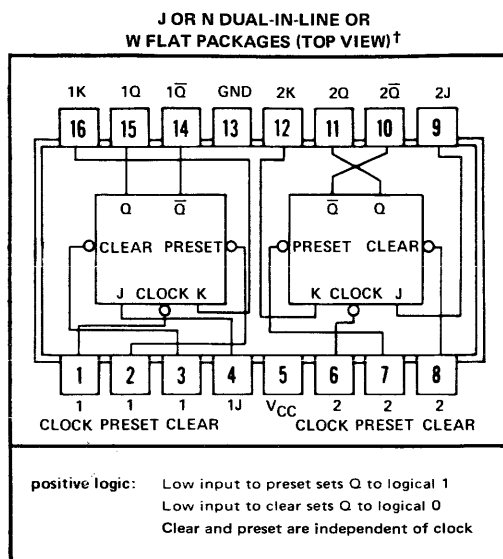 J OR N DUAL-IN-LINE OR
W FLAT PACKAGES (TOP VIEW)†
1K 1Q 1Q̅ GND 2K 2Q 2Q̅ 2J
16 15 14 13 12 11 10 9
Q Q̅ Q̅ Q
CLEAR PRESET PRESET CLEAR
J CLOCK K K CLOCK J
1 2 3 4 5 6 7 8
1 1 1 1J VCC 2 2 2
CLOCK PRESET CLEAR CLOCK PRESET CLEAR
positive logic: Low input to preset sets Q to logical 1
Low input to clear sets Q to logical 0
Clear and preset are independent of clock